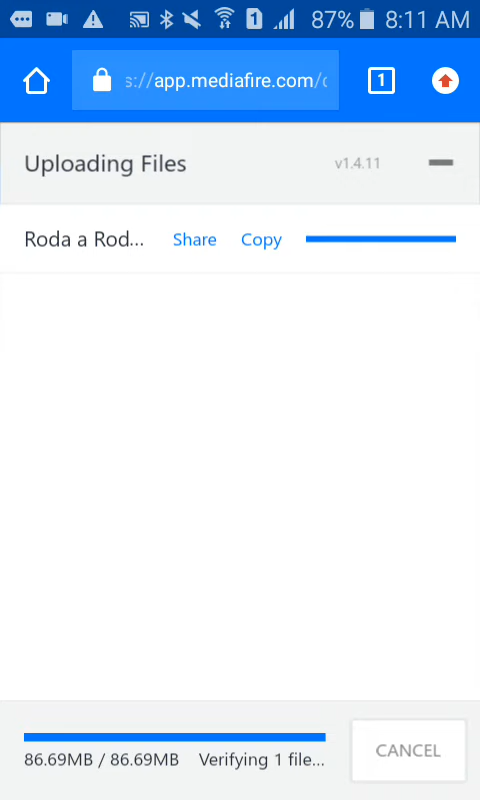 1 87% 8:11 AM
s://app.mediafire.com/ 1
Uploading Files v1.4.11
Roda a Rod... Share Copy
86.69MB / 86.69MB Verifying 1 file... CANCEL